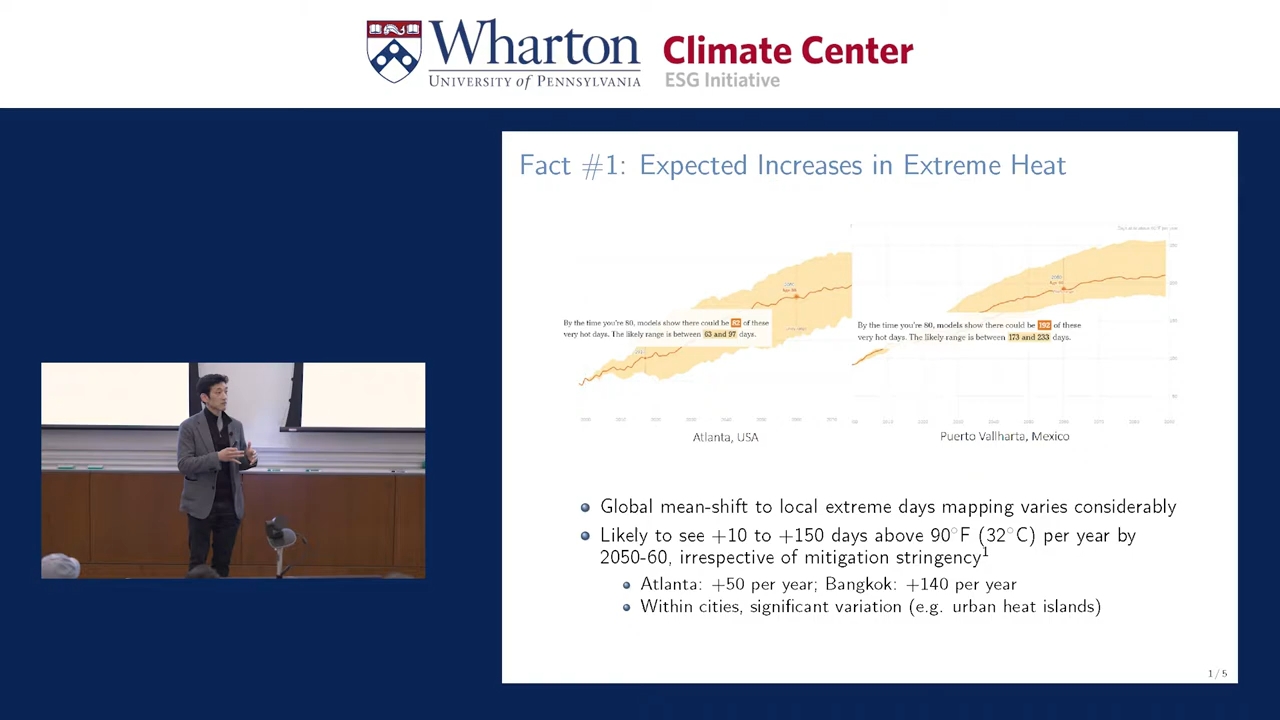 Wharton
UNIVERSITY of PENNSYLVANIA
Climate Center
ESG Initiative
Fact #1: Expected Increases in Extreme Heat
By the time you're 80, models show there could be 82 of these
very hot days. The likely range is between 63 and 97 days.
Atlanta, USA
By the time you're 80, models show there could be 192 of these
very hot days. The likely range is between 173 and 233 days.
Puerto Vallharta, Mexico
Global mean-shift to local extreme days mapping varies considerably
Likely to see +10 to +150 days above 90°F (32°C) per year by
2050-60, irrespective of mitigation stringency1
Atlanta: +50 per year; Bangkok: +140 per year
Within cities, significant variation (e.g. urban heat islands)
1 / 5